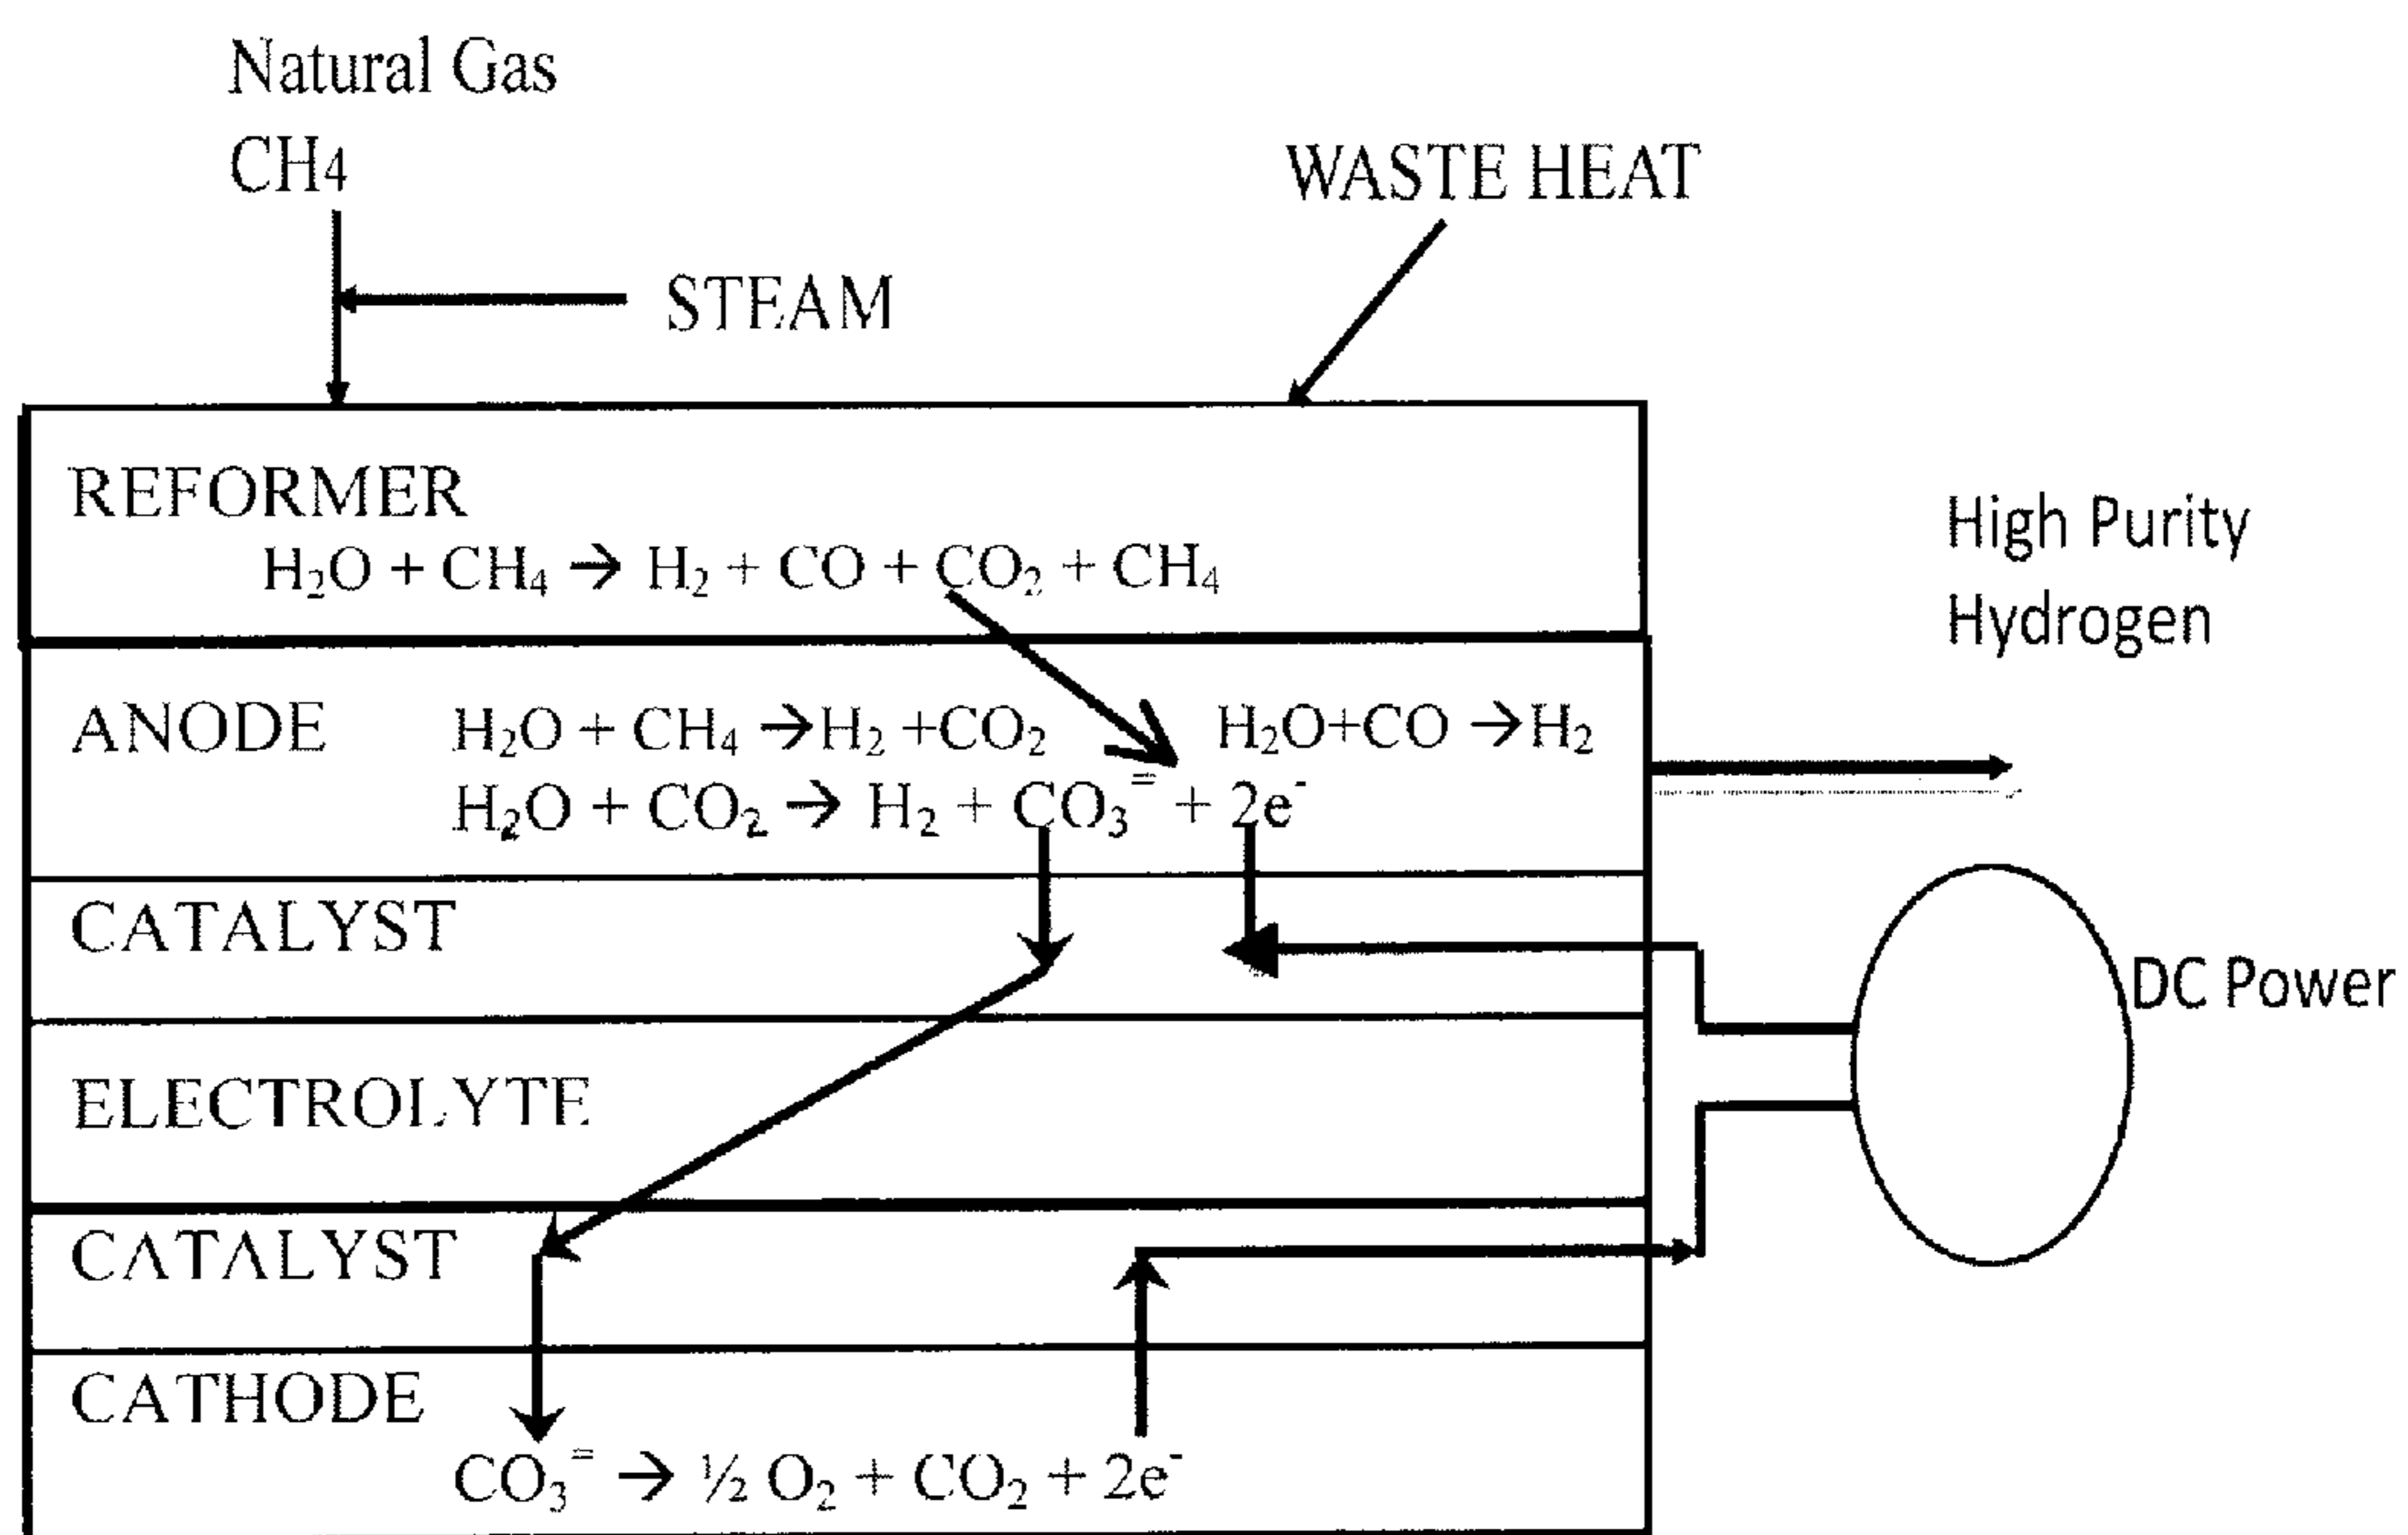 Natural Gas
CH4
WASTE HEAT
STEAM
REFORMER
H₂O + CH₄ → H₂ + CO + CO₂ + CH₄
High Purity
Hydrogen
ANODE
H₂O + CH₄ →H₂ +CO₂
H₂O+CO →H₂
H₂O + CO₂ → H₂ + CO₃⁼ + 2e⁻
CATALYST
DC Power
ELECTROLYTE
CATALYST
CATHODE
CO₃⁼ → ½ O₂ + CO₂ + 2e⁻